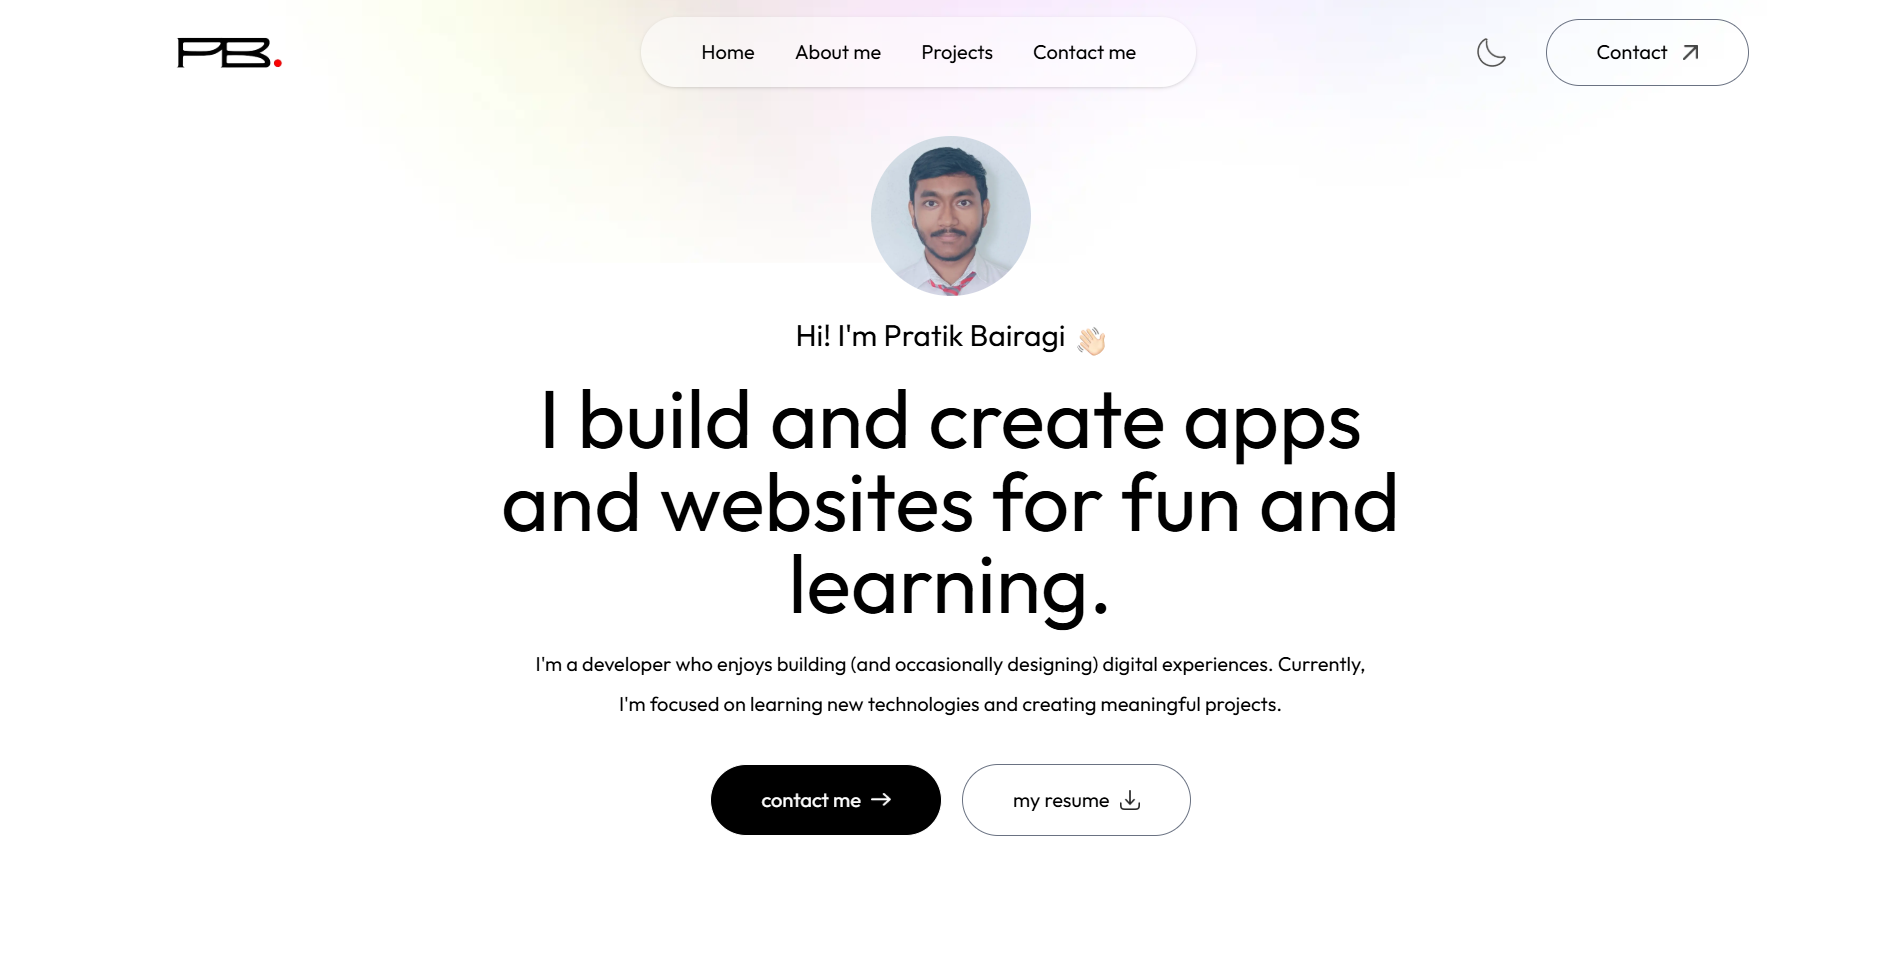 PB.
Home About me Projects Contact me
Contact
Hi! I'm Pratik Bairagi 👋🏻
I build and create apps
and websites for fun and
learning.
I'm a developer who enjoys building (and occasionally designing) digital experiences. Currently,
I'm focused on learning new technologies and creating meaningful projects.
contact me
my resume